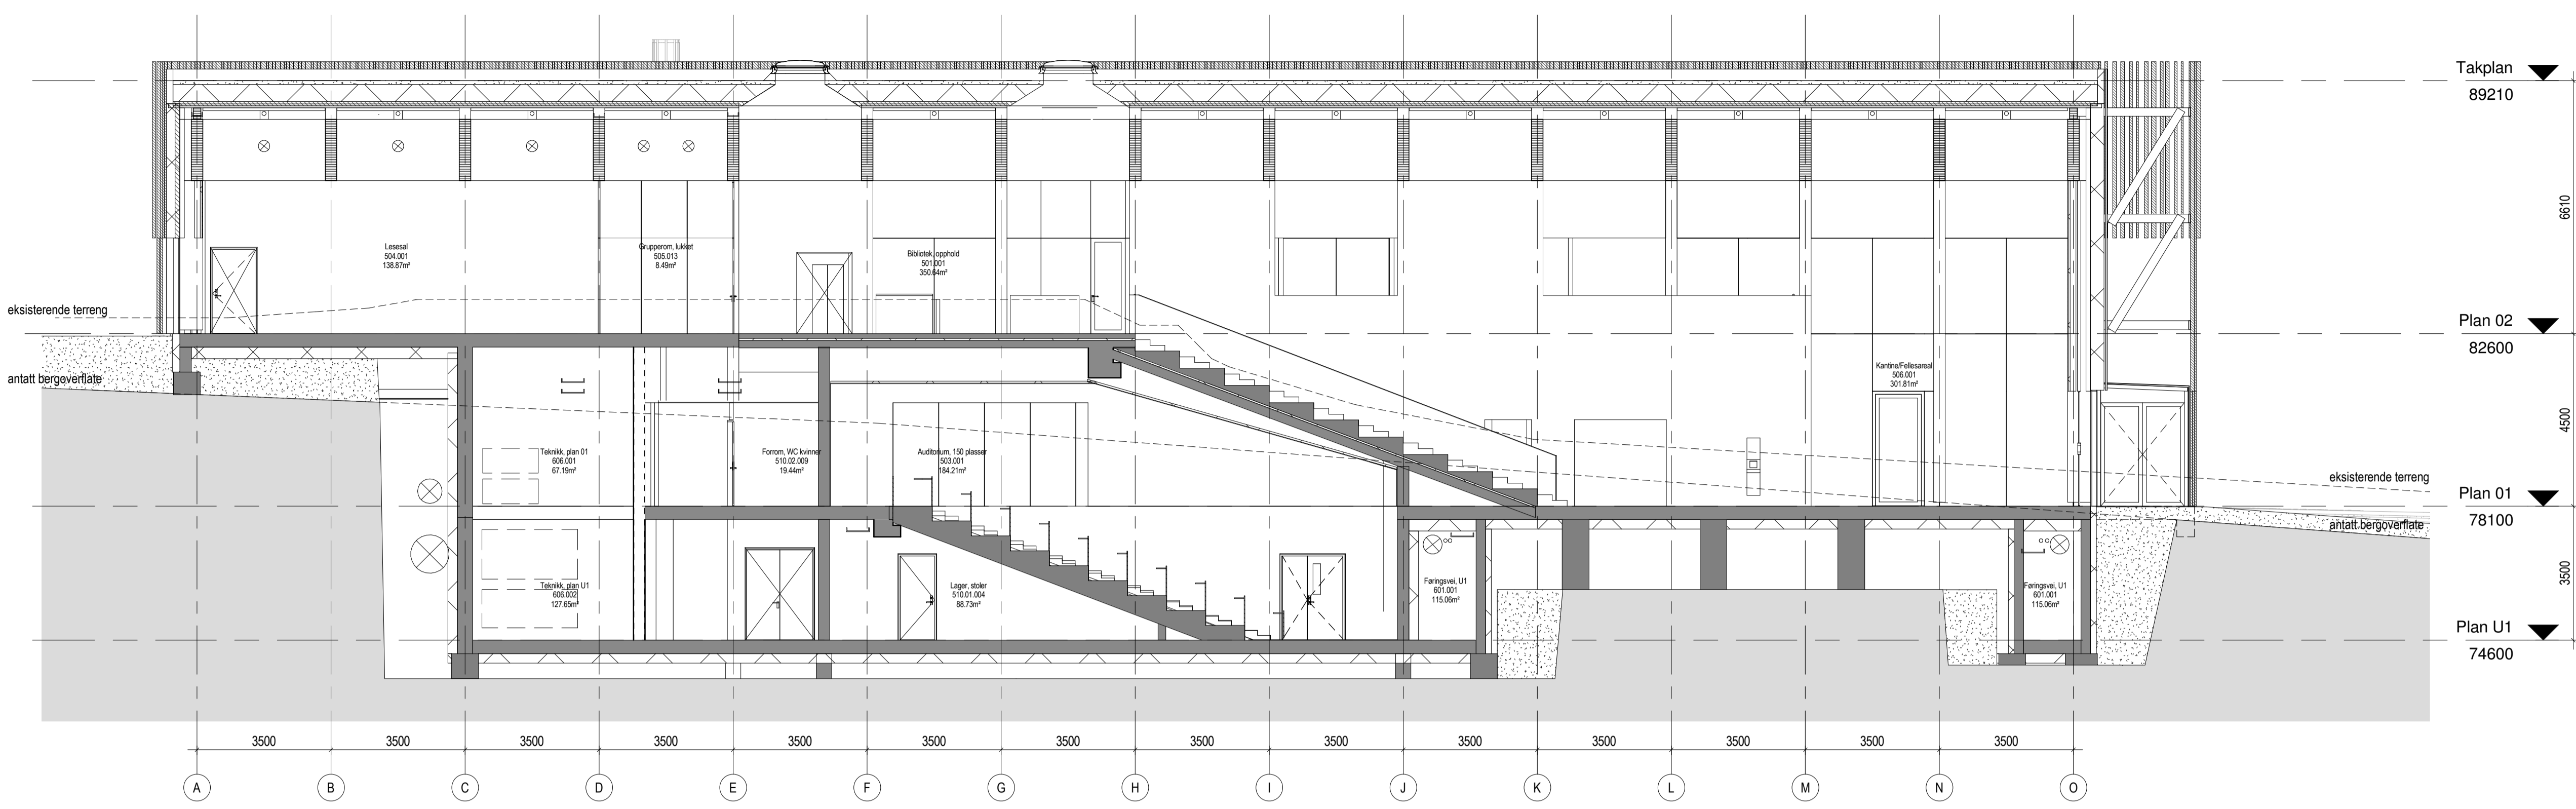 Takplan
89210
6610
Lesesal
504.001
138.87m²
Grupperom, lukket
505.013
8.49m²
Bibliotek, opphold
501.001
350.64m²
eksisterende terreng
Plan 02
82600
antatt bergoverflate
Kantine/Fellesareal
506.001
301.81m²
4500
Teknikk, plan 01
606.001
67.19m²
Forrom, WC kvinner
510.02.009
19.44m²
Auditorium, 150 plasser
503.001
184.21m²
eksisterende terreng
Plan 01
78100
antatt bergoverflate
3500
Teknikk, plan U1
606.002
127.65m²
Lager, stoler
510.01.004
88.73m²
Føringsvei, U1
601.001
115.06m²
Føringsvei, U1
601.001
115.06m²
Plan U1
74600
3500 3500 3500 3500 3500 3500 3500 3500 3500 3500 3500 3500 3500 3500
A B C D E F G H I J K L M N O